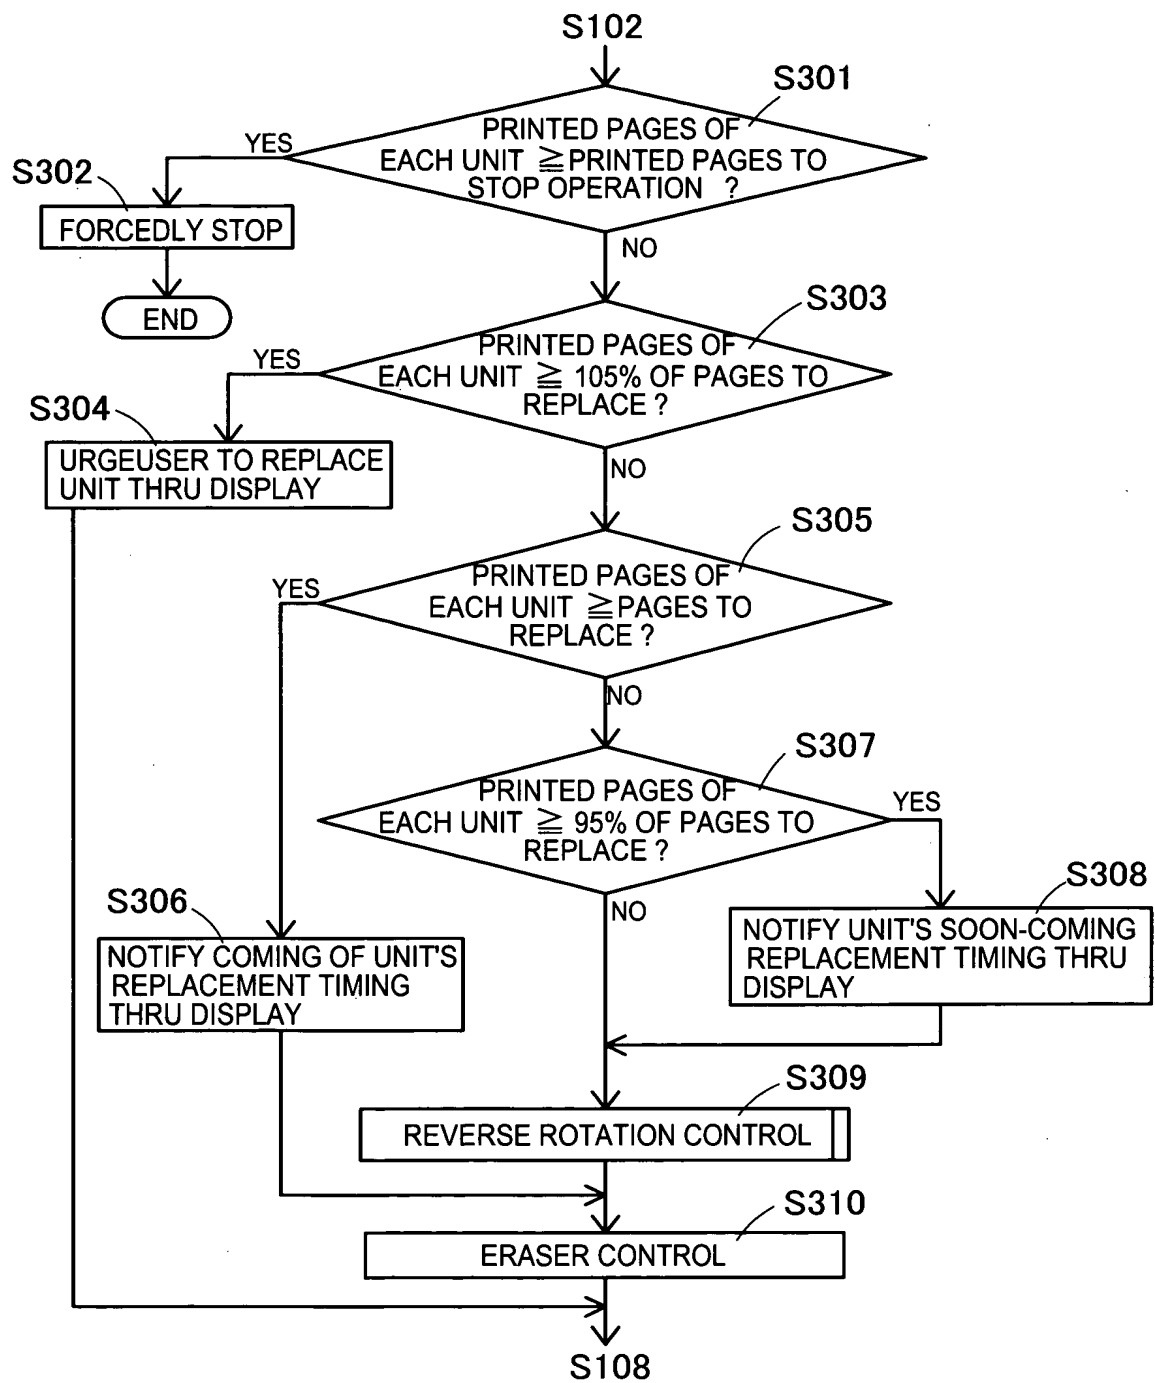 S102
S301
PRINTED PAGES OF
EACH UNIT ≧PRINTED PAGES TO
STOP OPERATION ?
YES
S302
FORCEDLY STOP
END
NO
S303
PRINTED PAGES OF
EACH UNIT ≧ 105% OF PAGES TO
REPLACE ?
YES
S304
URGEUSER TO REPLACE
UNIT THRU DISPLAY
NO
S305
PRINTED PAGES OF
EACH UNIT ≧PAGES TO
REPLACE ?
YES
NO
S307
PRINTED PAGES OF
EACH UNIT ≧ 95% OF PAGES TO
REPLACE ?
YES
S308
NOTIFY UNIT'S SOON-COMING
REPLACEMENT TIMING THRU
DISPLAY
NO
S306
NOTIFY COMING OF UNIT'S
REPLACEMENT TIMING
THRU DISPLAY
S309
REVERSE ROTATION CONTROL
S310
ERASER CONTROL
S108